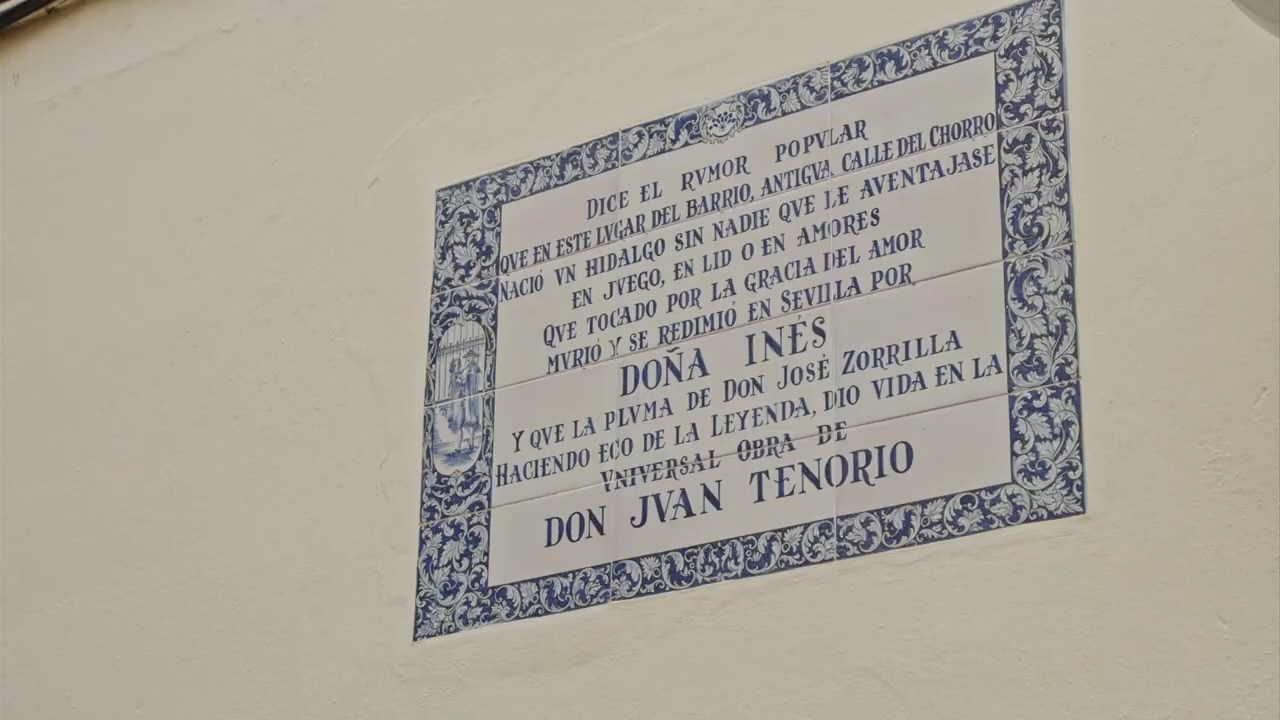 DICE EL RVMOR POPVLAR
QVE EN ESTE LVGAR DEL BARRIO, ANTIGVA CALLE DEL CHORRO
NACIÓ VN HIDALGO SIN NADIE QVE LE AVENTAJASE
EN JVEGO, EN LID O EN AMORES
QVE TOCADO POR LA GRACIA DEL AMOR
MVRIÓ Y SE REDIMIÓ EN SEVILLA POR
DOÑA INÉS
Y QVE LA PLVMA DE DON JOSÉ ZORRILLA
HACIENDO ECO DE LA LEYENDA, DIO VIDA EN LA
VNIVERSAL OBRA DE
DON JVAN TENORIO